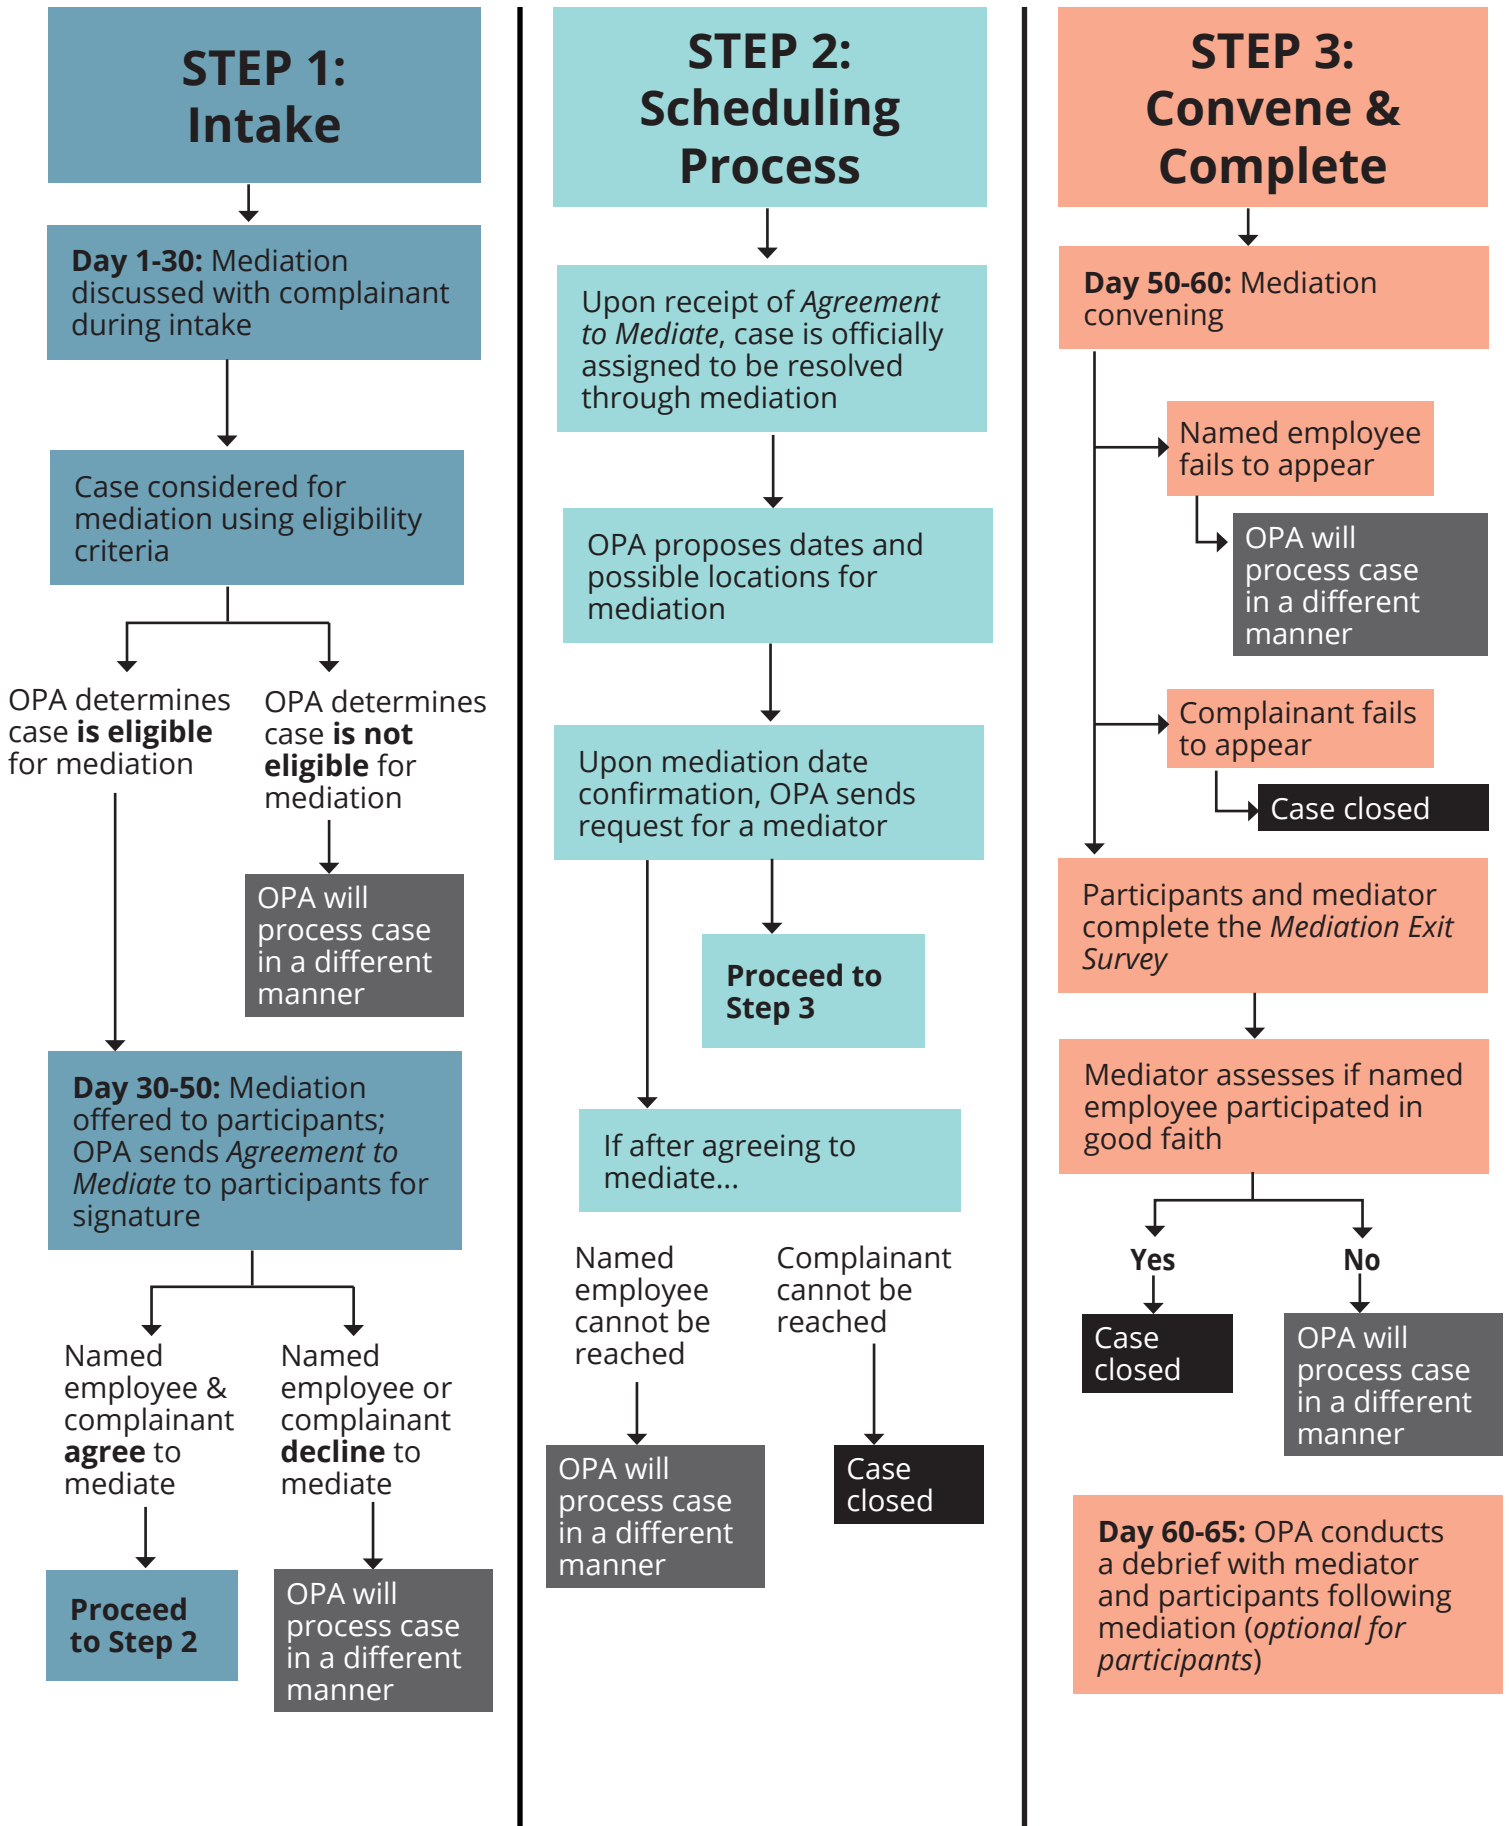 STEP 1:
Intake
Day 1-30: Mediation
discussed with complainant
during intake
Case considered for
mediation using eligibility
criteria
OPA determines
case is eligible
for mediation
OPA determines
case is not
eligible for
mediation
OPA will
process case
in a different
manner
Day 30-50: Mediation
offered to participants;
OPA sends Agreement to
Mediate to participants for
signature
Named
employee &
complainant
agree to
mediate
Named
employee or
complainant
decline to
mediate
Proceed
to Step 2
OPA will
process case
in a different
manner
STEP 2:
Scheduling
Process
Upon receipt of Agreement
to Mediate, case is officially
assigned to be resolved
through mediation
OPA proposes dates and
possible locations for
mediation
Upon mediation date
confirmation, OPA sends
request for a mediator
Proceed to
Step 3
If after agreeing to
mediate...
Named
employee
cannot be
reached
Complainant
cannot be
reached
OPA will
process case
in a different
manner
Case
closed
STEP 3:
Convene &
Complete
Day 50-60: Mediation
convening
Named employee
fails to appear
OPA will
process case
in a different
manner
Complainant fails
to appear
Case closed
Participants and mediator
complete the Mediation Exit
Survey
Mediator assesses if named
employee participated in
good faith
Yes
No
Case
closed
OPA will
process case
in a different
manner
Day 60-65: OPA conducts
a debrief with mediator
and participants following
mediation (optional for
participants)